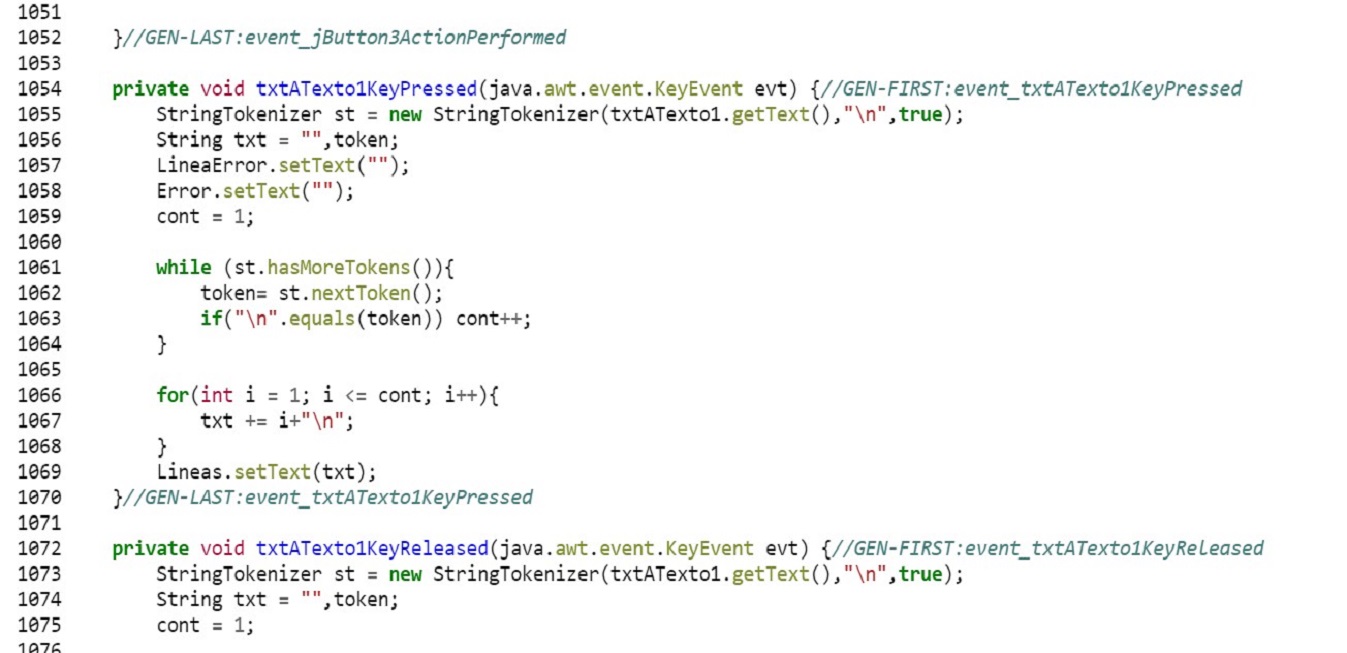 1051
1052 }//GEN-LAST:event_jButton3ActionPerformed
1053
1054 private void txtATexto1KeyPressed(java.awt.event.KeyEvent evt) {//GEN-FIRST:event_txtATexto1KeyPressed
1055 StringTokenizer st = new StringTokenizer(txtATexto1.getText(),"\n",true);
1056 String txt = "",token;
1057 LineaError.setText("");
1058 Error.setText("");
1059 cont = 1;
1060
1061 while (st.hasMoreTokens()){
1062 token= st.nextToken();
1063 if("\n".equals(token)) cont++;
1064 }
1065
1066 for(int i = 1; i <= cont; i++){
1067 txt += i+"\n";
1068 }
1069 Lineas.setText(txt);
1070 }//GEN-LAST:event_txtATexto1KeyPressed
1071
1072 private void txtATexto1KeyReleased(java.awt.event.KeyEvent evt) {//GEN-FIRST:event_txtATexto1KeyReleased
1073 StringTokenizer st = new StringTokenizer(txtATexto1.getText(),"\n",true);
1074 String txt = "",token;
1075 cont = 1;
1076